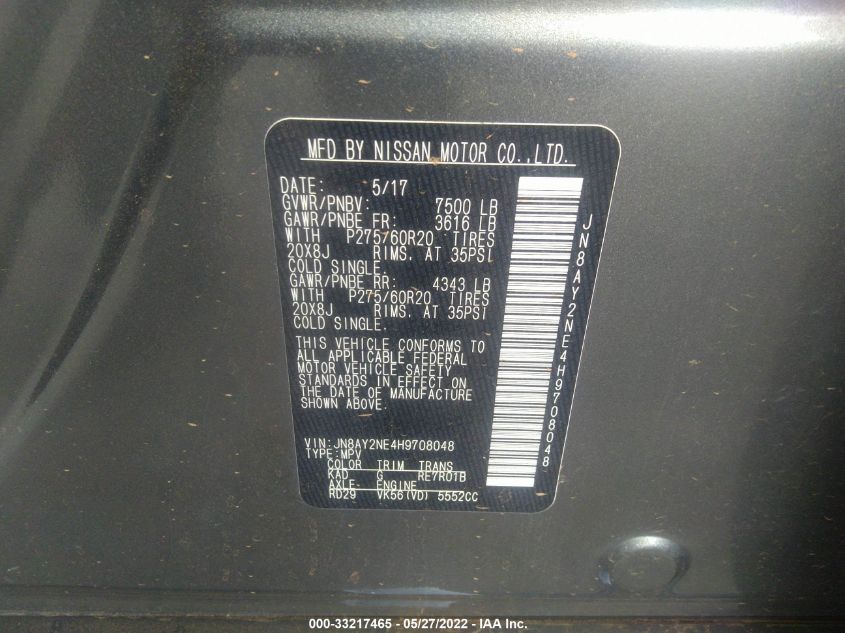 MFD BY NISSAN MOTOR CO.,LTD.
DATE: 5/17
GVWR/PNBV: 7500 LB
GAWR/PNBE FR: 3616 LB
WITH P275/60R20 TIRES
20X8J RIMS. AT 35PSI
COLD SINGLE.
GAWR/PNBE RR: 4343 LB
WITH P275/60R20 TIRES
20X8J RIMS. AT 35PSI
COLD SINGLE.
THIS VEHICLE CONFORMS TO
ALL APPLICABLE FEDERAL
MOTOR VEHICLE SAFETY
STANDARDS IN EFFECT ON
THE DATE OF MANUFACTURE
SHOWN ABOVE.
VIN:JN8AY2NE4H9708048
TYPE:MPV
COLOR TRIM TRANS
KAD G RE7R01B
AXLE ENGINE
RD29 VK56(VD) 5552CC
JN8AY2NE4H9708048
000-33217465 - 05/27/2022 - IAA Inc.